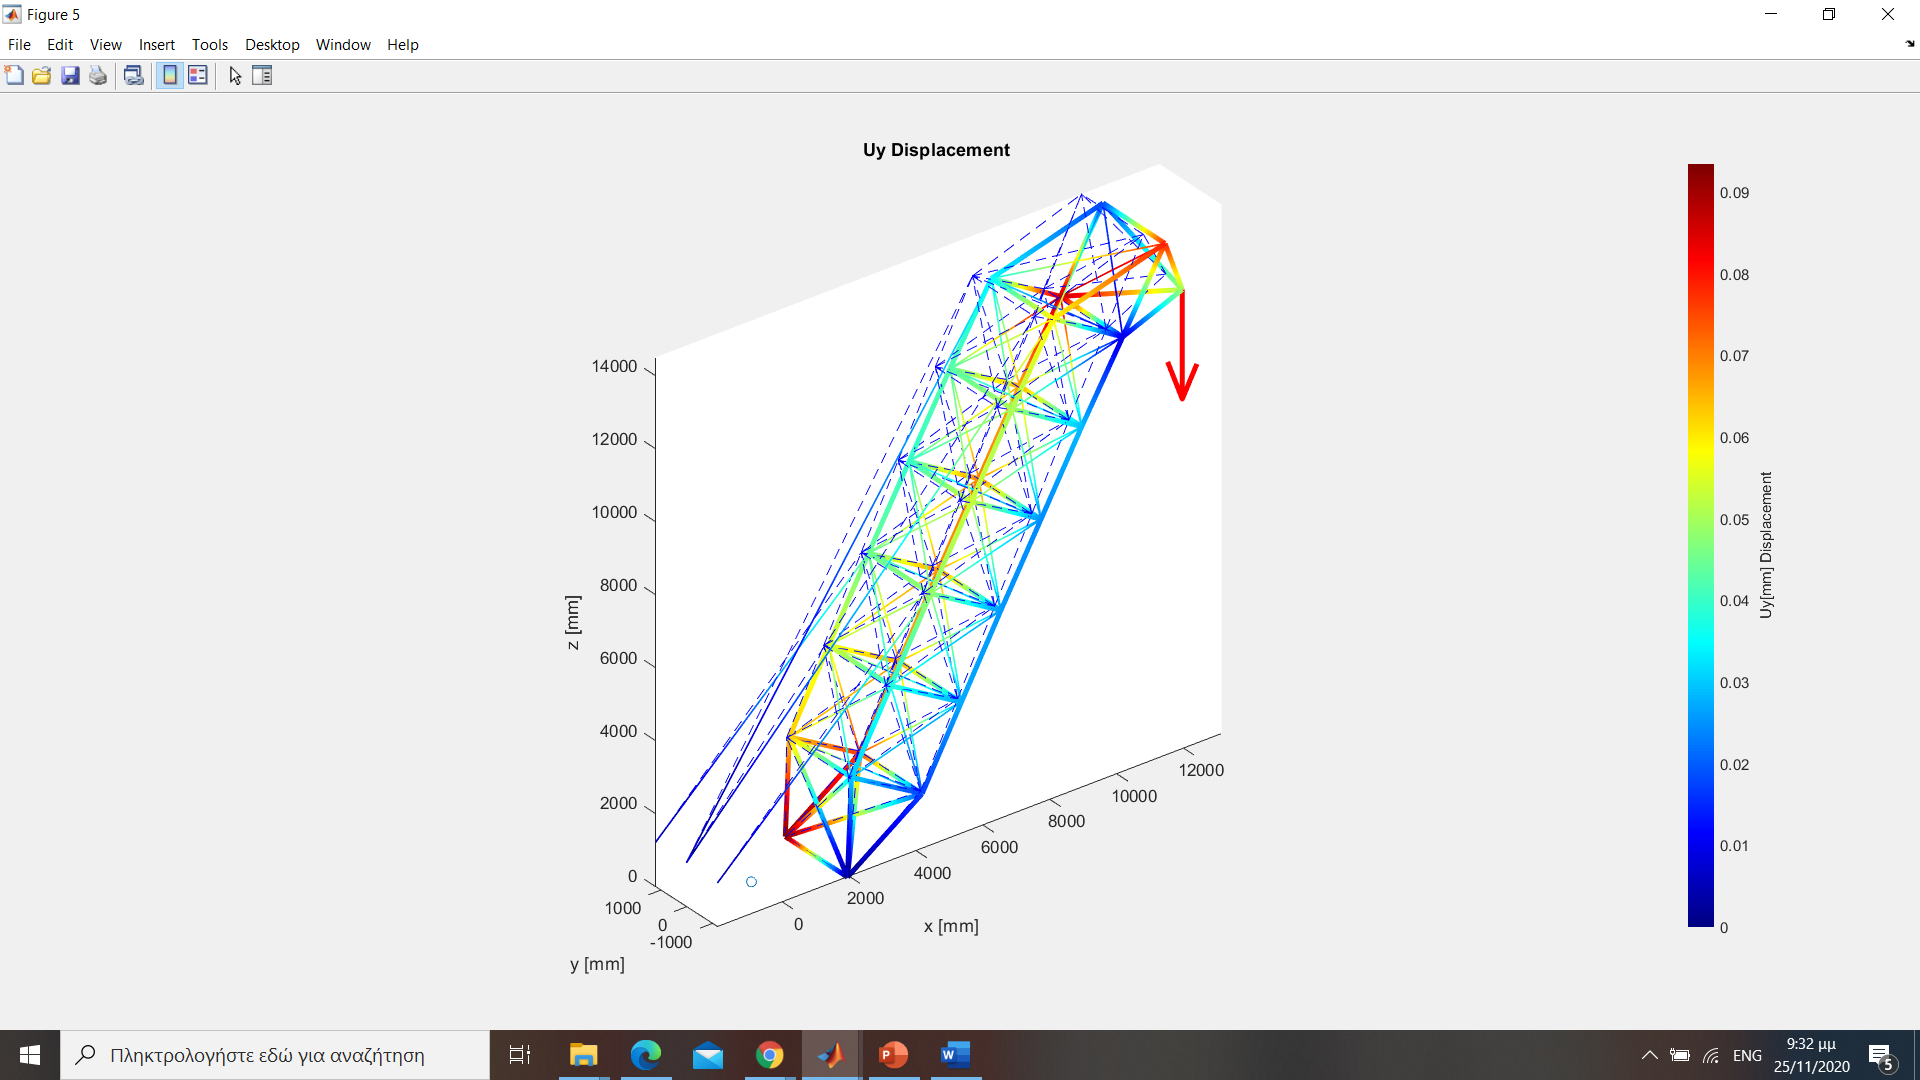 Figure 5
File Edit View Insert Tools Desktop Window Help
Uy Displacement
14000
12000
10000
8000
6000
4000
2000
0
z [mm]
1000
0
-1000
y [mm]
0
2000
4000
6000
8000
10000
12000
x [mm]
0.09
0.08
0.07
0.06
0.05
0.04
0.03
0.02
0.01
0
Uy[mm] Displacement
Πληκτρολογήστε εδώ για αναζήτηση
P
W
ENG
9:32 μμ
25/11/2020
5